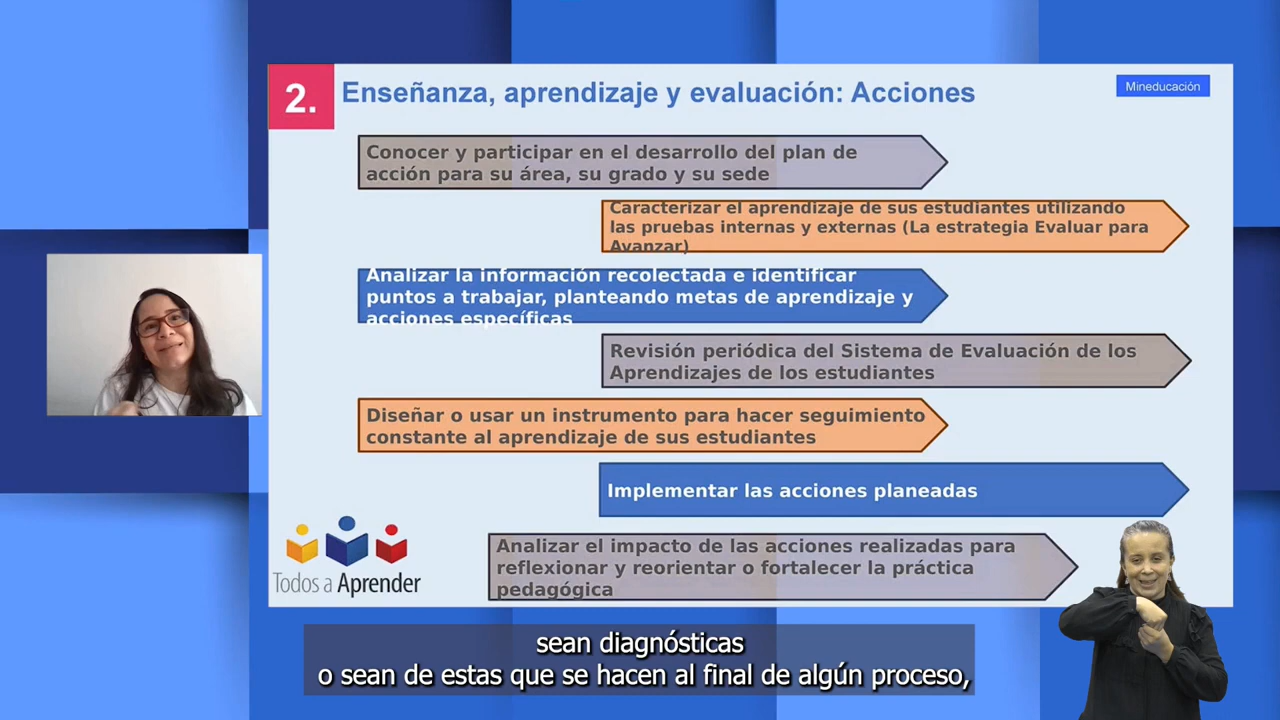 2.
Enseñanza, aprendizaje y evaluación: Acciones
Mineducación
Conocer y participar en el desarrollo del plan de
acción para su área, su grado y su sede
Caracterizar el aprendizaje de sus estudiantes utilizando
las pruebas internas y externas (La estrategia Evaluar para
Avanzar)
Analizar la información recolectada e identificar
puntos a trabajar, planteando metas de aprendizaje y
acciones específicas
Revisión periódica del Sistema de Evaluación de los
Aprendizajes de los estudiantes
Diseñar o usar un instrumento para hacer seguimiento
constante al aprendizaje de sus estudiantes
Implementar las acciones planeadas
Analizar el impacto de las acciones realizadas para
reflexionar y reorientar o fortalecer la práctica
pedagógica
Todos a Aprender
sean diagnósticas
o sean de estas que se hacen al final de algún proceso,